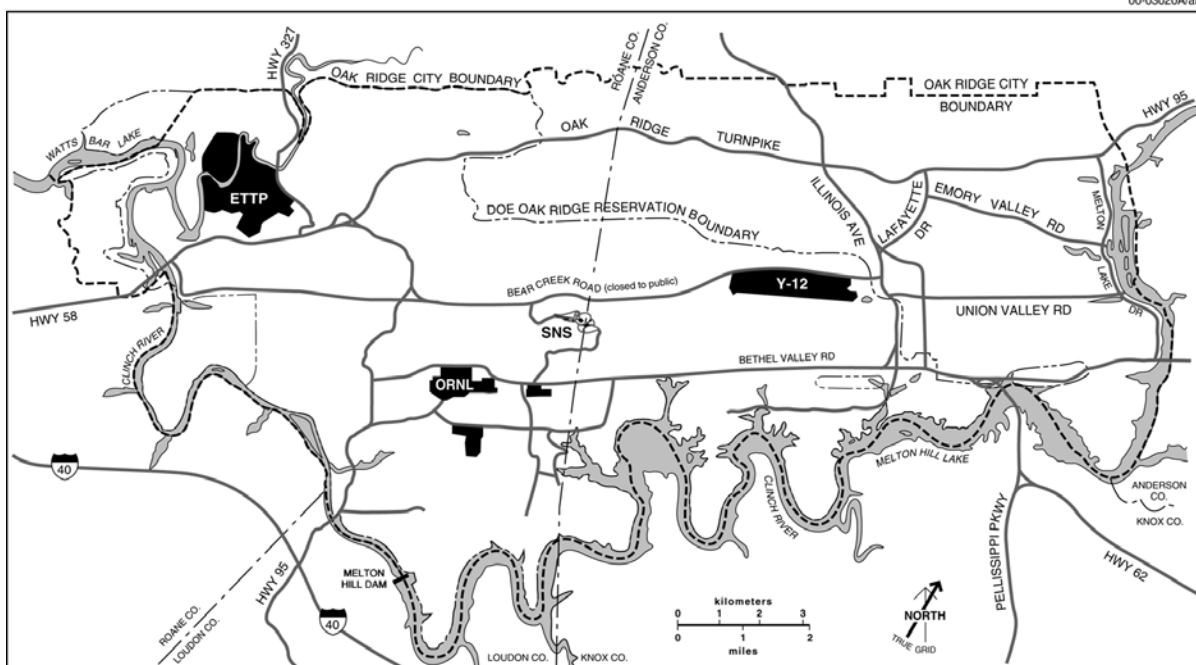 HWY 327
OAK RIDGE CITY BOUNDARY
ROANE CO.
ANDERSON CO.
OAK RIDGE CITY
BOUNDARY
HWY 95
WATTS BAR LAKE
OAK RIDGE TURNPIKE
ETTP
ILLINOIS AVE
LAFAYETTE
DR
EMORY VALLEY RD
MELTON
LAKE
DR
DOE OAK RIDGE RESERVATION BOUNDARY
BEAR CREEK ROAD (closed to public)
Y-12
HWY 58
SNS
UNION VALLEY RD
CLINCH RIVER
BETHEL VALLEY RD
ORNL
40
MELTON HILL LAKE
CLINCH RIVER
ANDERSON
CO.
KNOX CO.
HWY 95
MELTON
HILL DAM
PELLISSIPPI PKWY
HWY 62
kilometers
0 1 2 3
0 1 2
miles
NORTH
TRUE GRID
40
ROANE CO.
LOUDON CO.
LOUDON CO.
KNOX CO.